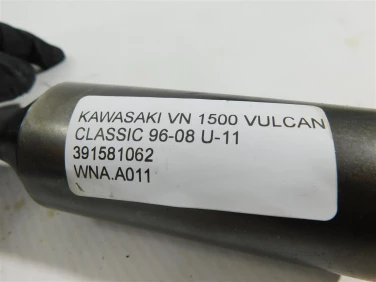 KAWASAKI VN 1500 VULCAN
CLASSIC 96-08 U-11
391581062
WNA.A011